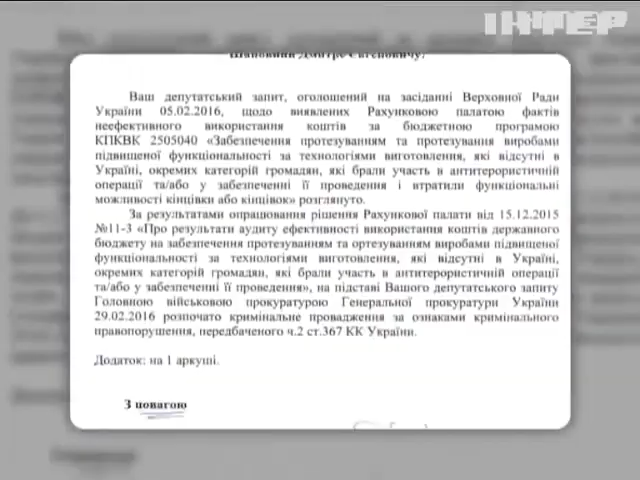 ІНТЕР
Шановний Дмитре Євгеновичу!
Ваш депутатський запит, оголошений на засіданні Верховної Ради
України 05.02.2016, щодо виявлених Рахунковою палатою фактів
неефективного використання коштів за бюджетною програмою
КПКВК 2505040 «Забезпечення протезування та протезування виробами
підвищеної функціональності за технологіями виготовлення, які відсутні в
Україні, окремих категорій громадян, які брали участь в антитерористичній
операції та/або у забезпеченні її проведення і втратили функціональні
можливості кінцівки або кінцівок» розглянуто.
За результатами опрацювання рішення Рахункової палати від 15.12.2015
№11-3 «Про результати аудиту ефективності використання коштів державного
бюджету на забезпечення протезуванням та ортезуванням виробами підвищеної
функціональності за технологіями виготовлення, які відсутні в Україні,
окремих категорій громадян, які брали участь в антитерористичній операції
та/або у забезпеченні її проведення», на підставі Вашого депутатського запиту
Головною військовою прокуратурою Генеральної прокуратури України
29.02.2016 розпочато кримінальне провадження за ознаками кримінального
правопорушення, передбаченого ч.2 ст.367 КК України.
Додаток: на 1 аркуші.
З повагою